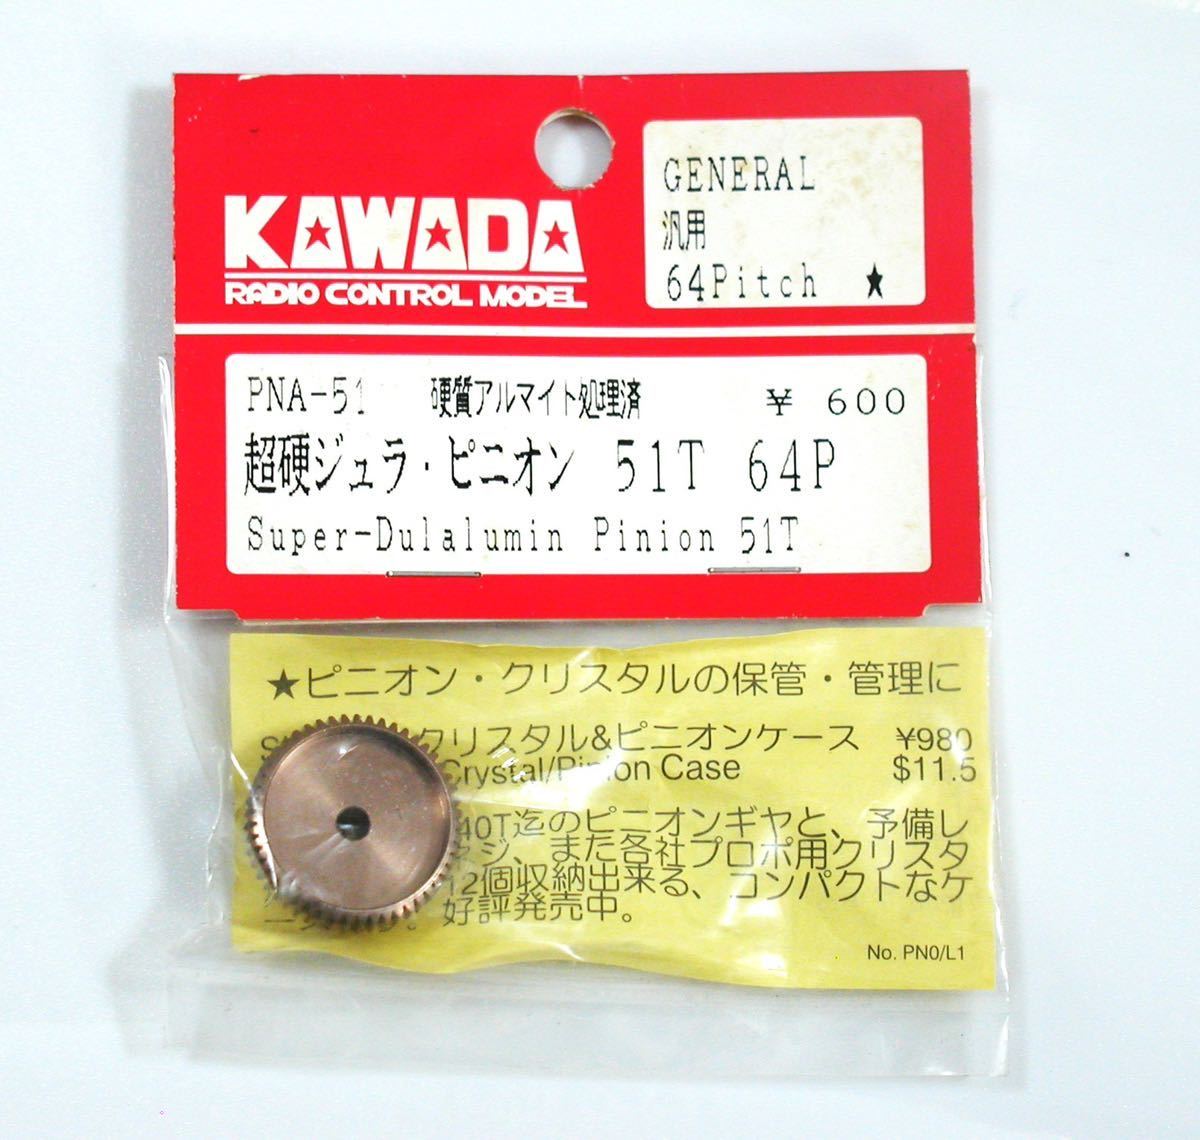 KAWADA
RADIO CONTROL MODEL
GENERAL
汎用
64Pitch ★
PNA-51 硬質アルマイト処理済 ¥ 600
超硬ジュラ・ピニオン 51T 64P
Super-Dulalumin Pinion 51T
★ピニオン・クリスタルの保管・管理に
クリスタル&ピニオンケース ¥980
Crystal/Pinion Case $11.5
40T迄のピニオンギヤと、予備レ
ジ、また各社プロポ用クリスタ
12個収納出来る、コンパクトなケ
好評発売中。
No. PN0/L1